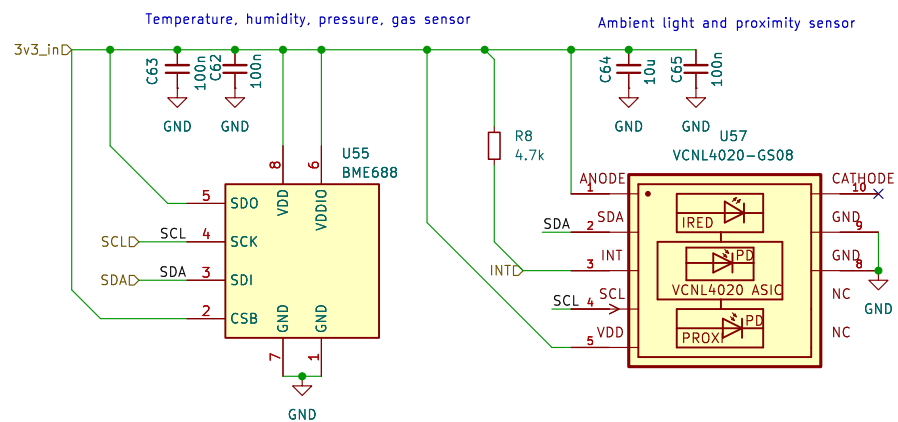 Temperature, humidity, pressure, gas sensor
Ambient light and proximity sensor
3v3_in
C63
100n
C62
100n
C64
10u
C65
100n
GND
GND
GND
GND
R8
4.7k
U55
BME688
8
VDD
6
VDDIO
5
SDO
SCL
SCL
4
SCK
SDA
SDA
3
SDI
2
CSB
GND
GND
7
1
GND
U57
VCNL4020-GS08
ANODE
1
CATHODE
10
SDA
SDA
2
IRED
GND
9
INT
INT
3
PD
GND
8
VCNL4020 ASIC
SCL
SCL
4
NC
GND
VDD
5
PD
PROXI
NC